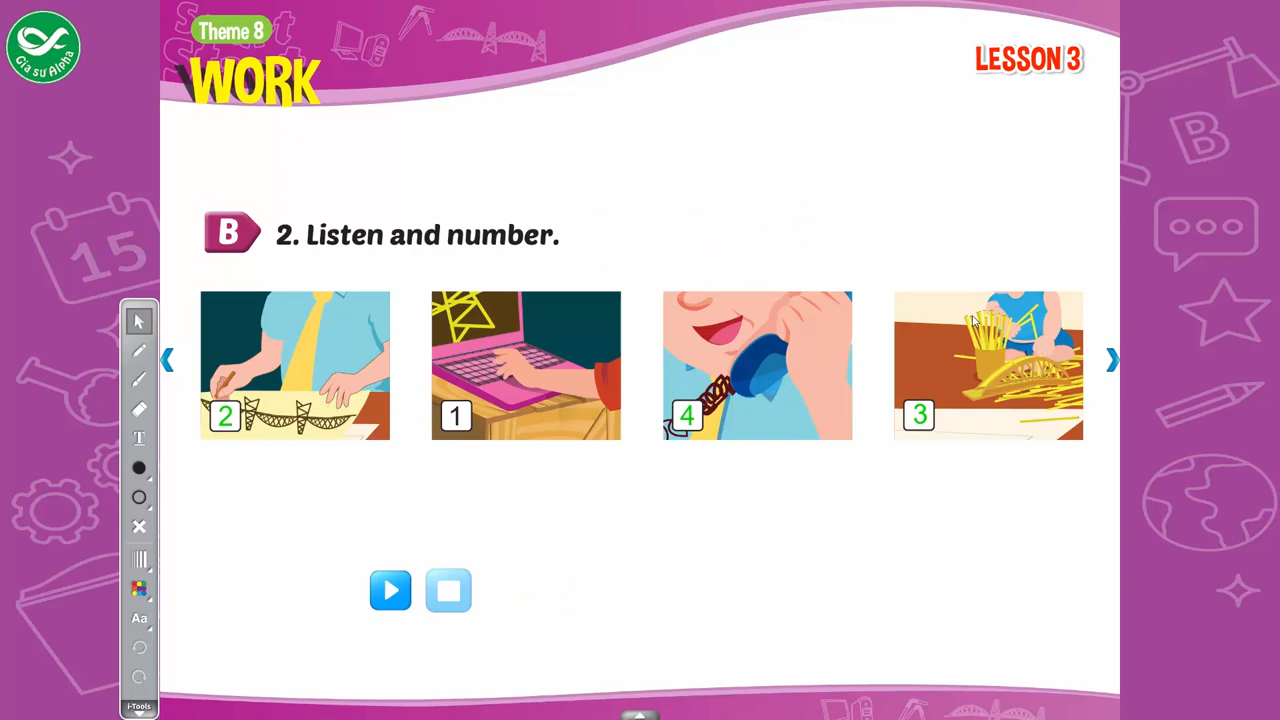 Gia sư Alpha
Theme 8
WORK
LESSON 3
B
2. Listen and number.
2
1
4
3
15
B
T
Aa
i-Tools